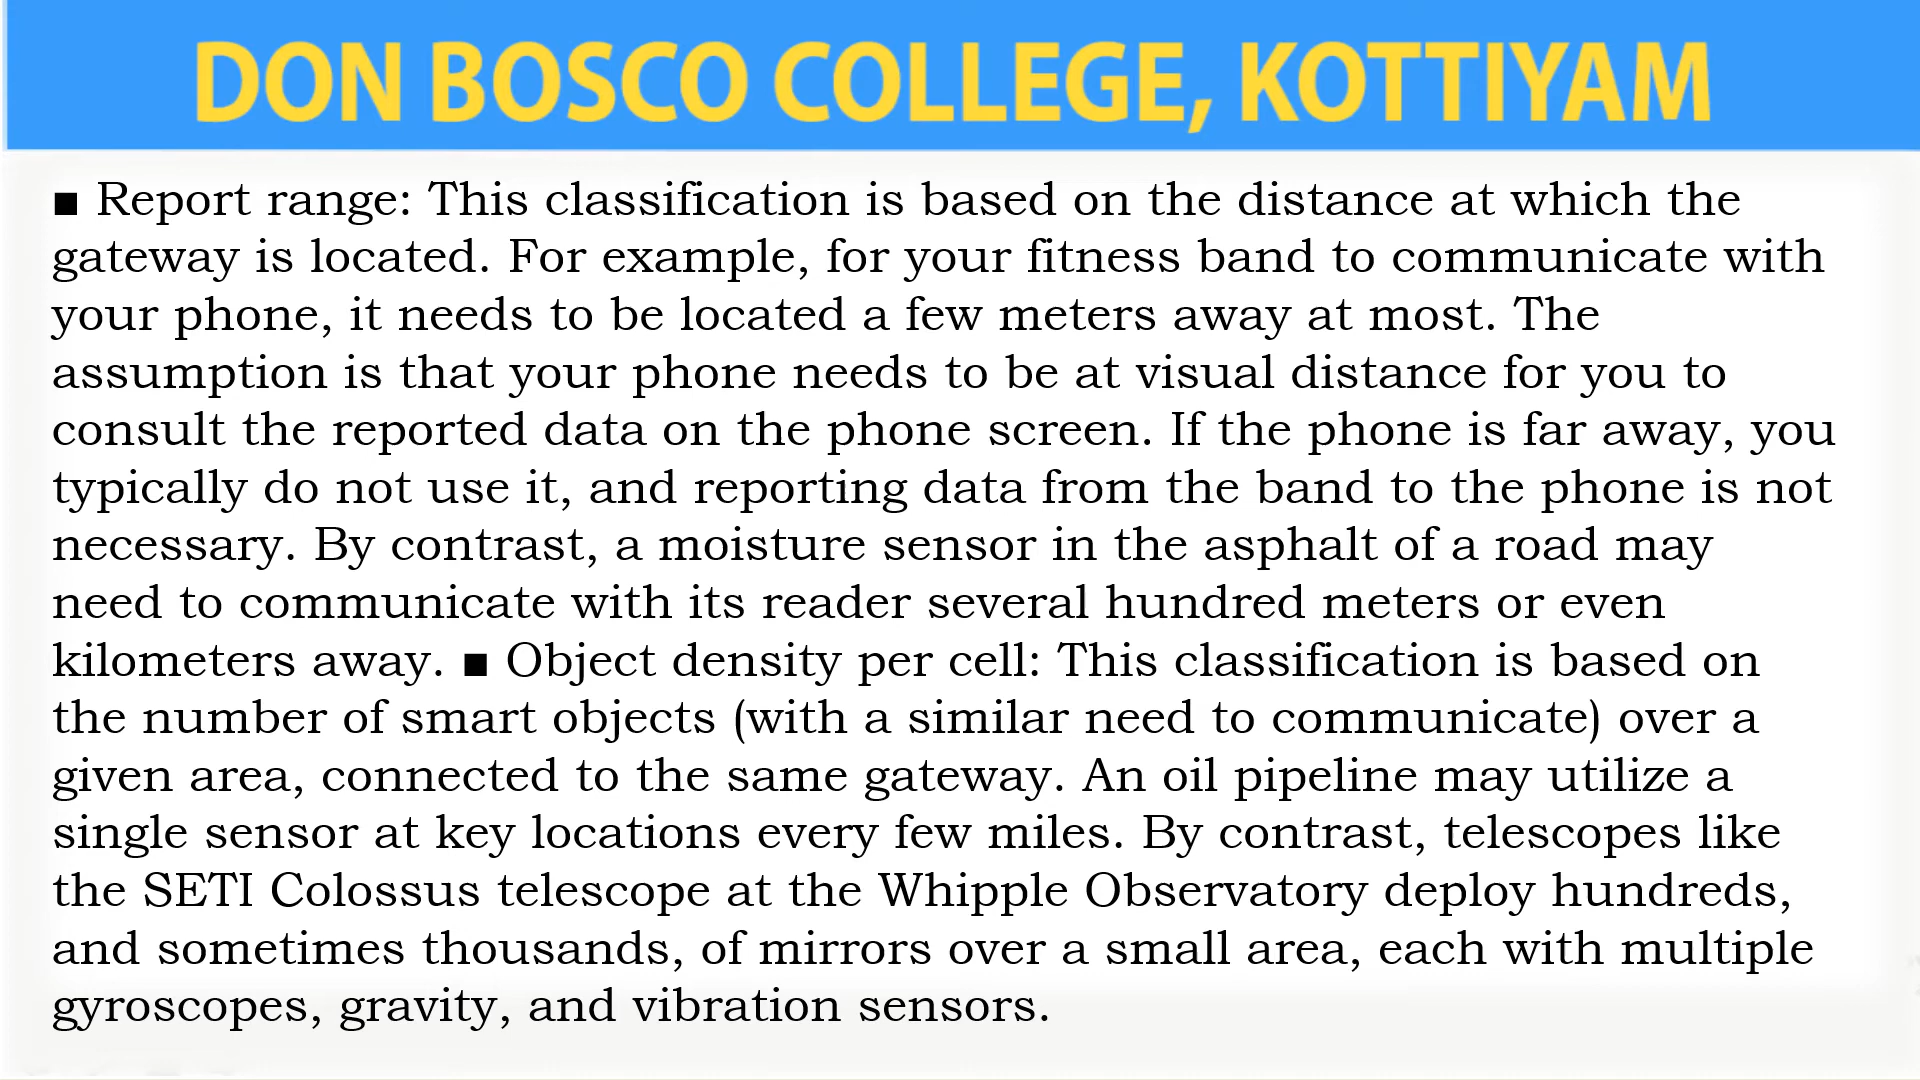 DON BOSCO COLLEGE, KOTTIYAM
■ Report range: This classification is based on the distance at which the
gateway is located. For example, for your fitness band to communicate with
your phone, it needs to be located a few meters away at most. The
assumption is that your phone needs to be at visual distance for you to
consult the reported data on the phone screen. If the phone is far away, you
typically do not use it, and reporting data from the band to the phone is not
necessary. By contrast, a moisture sensor in the asphalt of a road may
need to communicate with its reader several hundred meters or even
kilometers away. ■ Object density per cell: This classification is based on
the number of smart objects (with a similar need to communicate) over a
given area, connected to the same gateway. An oil pipeline may utilize a
single sensor at key locations every few miles. By contrast, telescopes like
the SETI Colossus telescope at the Whipple Observatory deploy hundreds,
and sometimes thousands, of mirrors over a small area, each with multiple
gyroscopes, gravity, and vibration sensors.